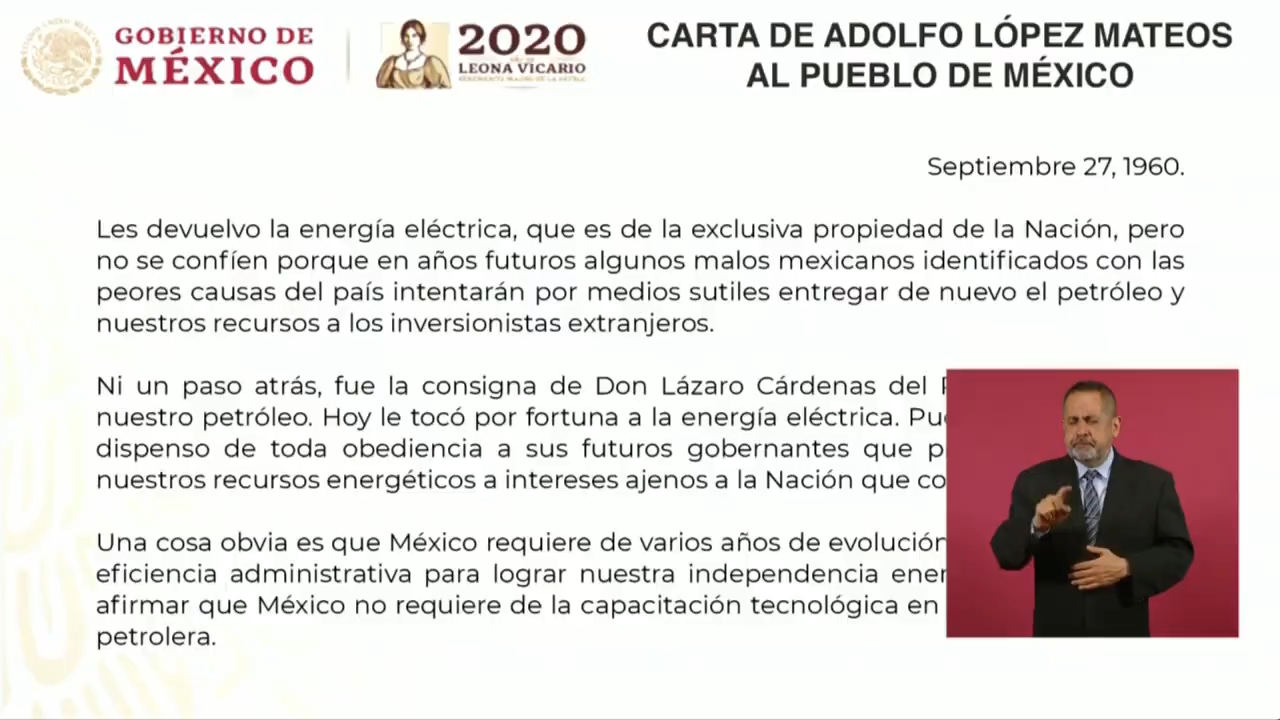 GOBIERNO DE
MÉXICO
2020
LEONA VICARIO
CARTA DE ADOLFO LÓPEZ MATEOS
AL PUEBLO DE MÉXICO
Septiembre 27, 1960.
Les devuelvo la energía eléctrica, que es de la exclusiva propiedad de la Nación, pero
no se confíen porque en años futuros algunos malos mexicanos identificados con las
peores causas del país intentarán por medios sutiles entregar de nuevo el petróleo y
nuestros recursos a los inversionistas extranjeros.
Ni un paso atrás, fue la consigna de Don Lázaro Cárdenas del
nuestro petróleo. Hoy le tocó por fortuna a la energía eléctrica.
dispenso de toda obediencia a sus futuros gobernantes que
nuestros recursos energéticos a intereses ajenos a la Nación que
Una cosa obvia es que México requiere de varios años de evolución
eficiencia administrativa para lograr nuestra independencia
afirmar que México no requiere de la capacitación tecnológica en
petrolera.